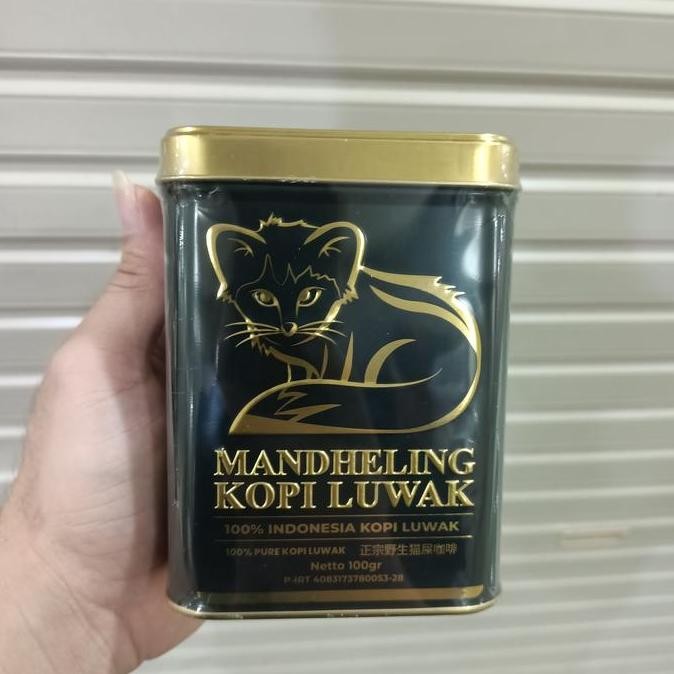 MANDHELING
KOPI LUWAK
100% INDONESIA KOPI LUWAK
100% PURE KOPI LUWAK 正宗野生猫屎咖啡
Netto 100gr
P-IRT 4083173780053-28